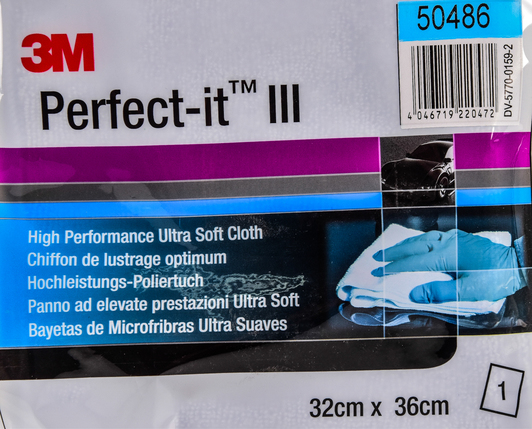 50486
3M
Perfect-it™ III
4 046719 220472
DV-5770-0159-2
High Performance Ultra Soft Cloth
Chiffon de lustrage optimum
Hochleistungs-Poliertuch
Panno ad elevate prestazioni Ultra Soft
Bayetas de Microfribras Ultra Suaves
32cm x 36cm
1